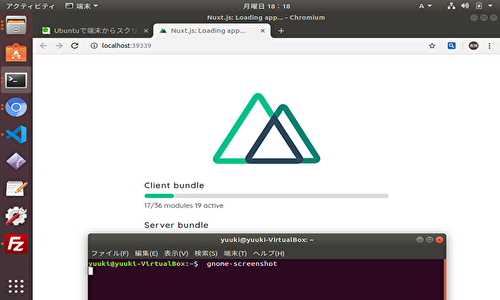 アクティビティ 端末 月曜日 18：18 A
Nuxt.js: Loading app... - Chromium
Ubuntuで端末からスクリ Nuxt.js: Loading app...
localhost:39339
Client bundle
17/36 modules 19 active
Server bundle
yuuki@yuuki-VirtualBox: ~
ファイル(F) 編集(E) 表示(V) 検索(S) 端末(T) ヘルプ(H)
yuuki@yuuki-VirtualBox:~$ gnome-screenshot